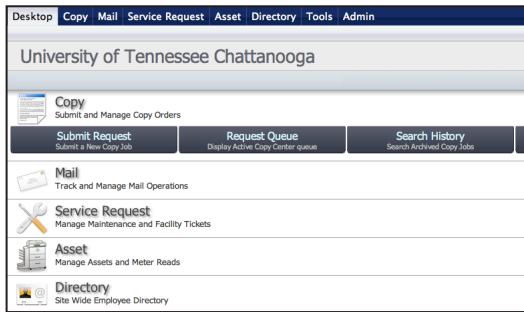 Desktop Copy Mail Service Request Asset Directory Tools Admin
University of Tennessee Chattanooga
Copy
Submit and Manage Copy Orders
Submit Request Request Queue Search History
Submit a New Copy Job Display Active Copy Center queue Search Archived Copy Jobs
Mail
Track and Manage Mail Operations
Service Request
Manage Maintenance and Facility Tickets
Asset
Manage Assets and Meter Reads
Directory
Site Wide Employee Directory